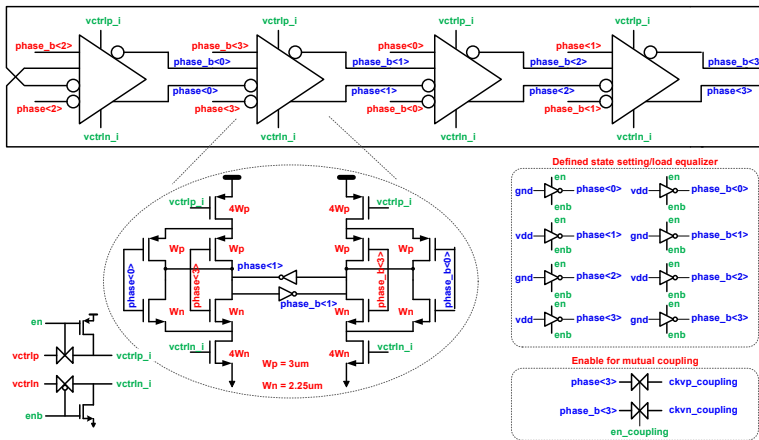 vctrlp_i vctrlp_i vctrlp_i vctrlp_i
phase_b<2> phase_b<3> phase<0> phase<1>
phase_b<0> phase_b<1> phase_b<2> phase_b<3>
phase<0> phase<1> phase<2> phase<3>
phase<2> phase<3> phase_b<0> phase_b<1>
vctrln_i vctrln_i vctrln_i vctrln_i
vctrlp_i 4Wp 4Wp vctrlp_i
Wp Wp Wp Wp
phase<0>
phase<3>
phase<1>
phase_b<1>
phase_b<3>
phase_b<0>
Wn Wn Wn Wn
vctrln_i 4Wn 4Wn vctrln_i
Wp = 3um
Wn = 2.25um
en
vctrlp vctrlp_i
vctrln vctrln_i
enb
Defined state setting/load equalizer
en en
gnd phase<0> vdd phase_b<0>
enb enb
en en
vdd phase<1> gnd phase_b<1>
enb enb
en en
gnd phase<2> vdd phase_b<2>
enb enb
en en
vdd phase<3> gnd phase_b<3>
enb enb
Enable for mutual coupling
phase<3> ckvp_coupling
phase_b<3> ckvn_coupling
en_coupling